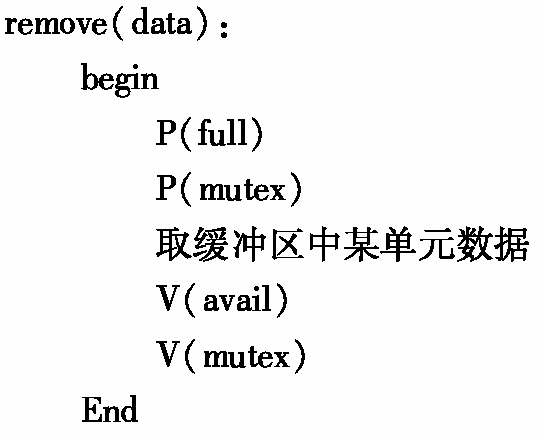 remove(data):
begin
P(full)
P(mutex)
取缓冲区中某单元数据
V(avail)
V(mutex)
End